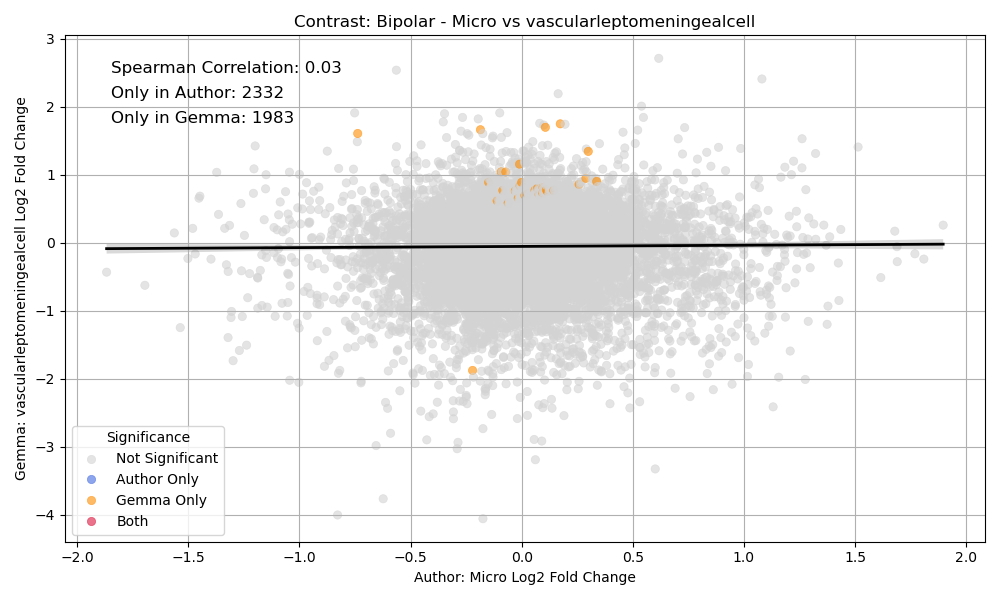 Contrast: Bipolar - Micro vs vascularleptomeningealcell
Spearman Correlation: 0.03
Only in Author: 2332
Only in Gemma: 1983
3
2
1
0
−1
−2
−3
−4
Gemma: vascularleptomeningealcell Log2 Fold Change
Significance
Not Significant
Author Only
Gemma Only
Both
−2.0 −1.5 −1.0 −0.5 0.0 0.5 1.0 1.5 2.0
Author: Micro Log2 Fold Change